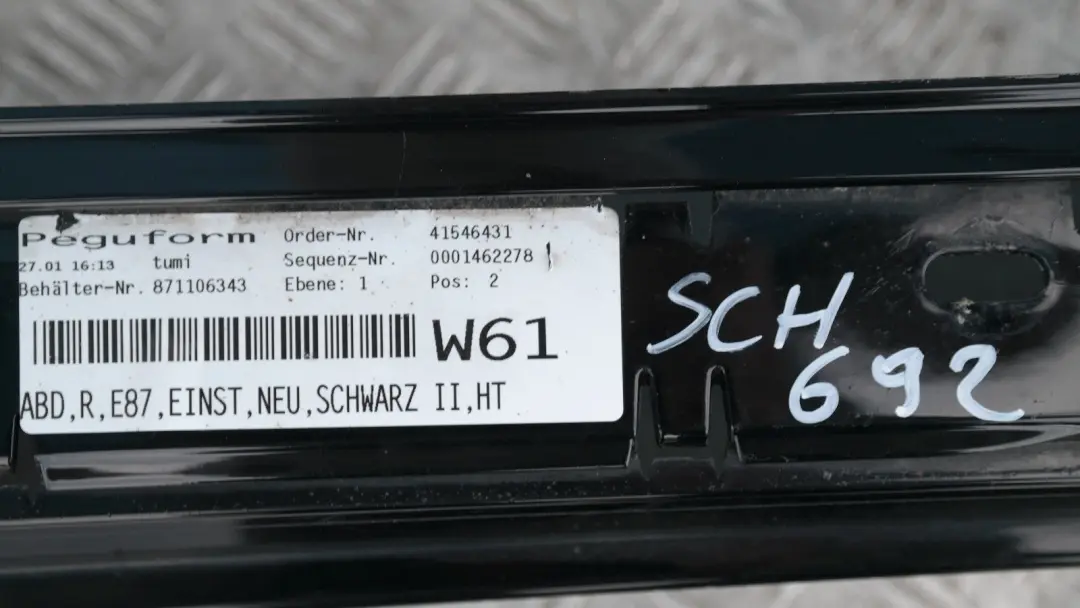 Peguform Order-Nr. 41546431
27.01 16:13 tumi Sequenz-Nr. 0001462278
Behälter-Nr. 871106343 Ebene: 1 Pos: 2
W61
ABD,R,E87,EINST,NEU,SCHWARZ II,HT
SCH
692